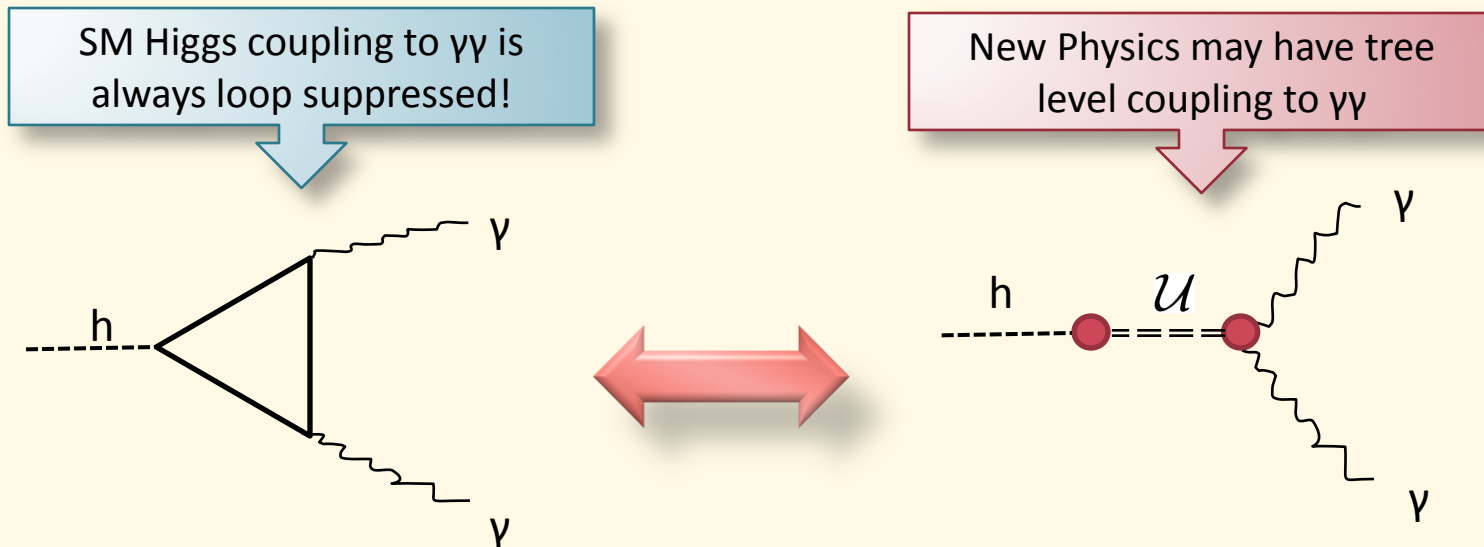 SM Higgs coupling to γγ is
always loop suppressed!
New Physics may have tree
level coupling to γγ
h
γ
γ
h
𝒰
γ
γ